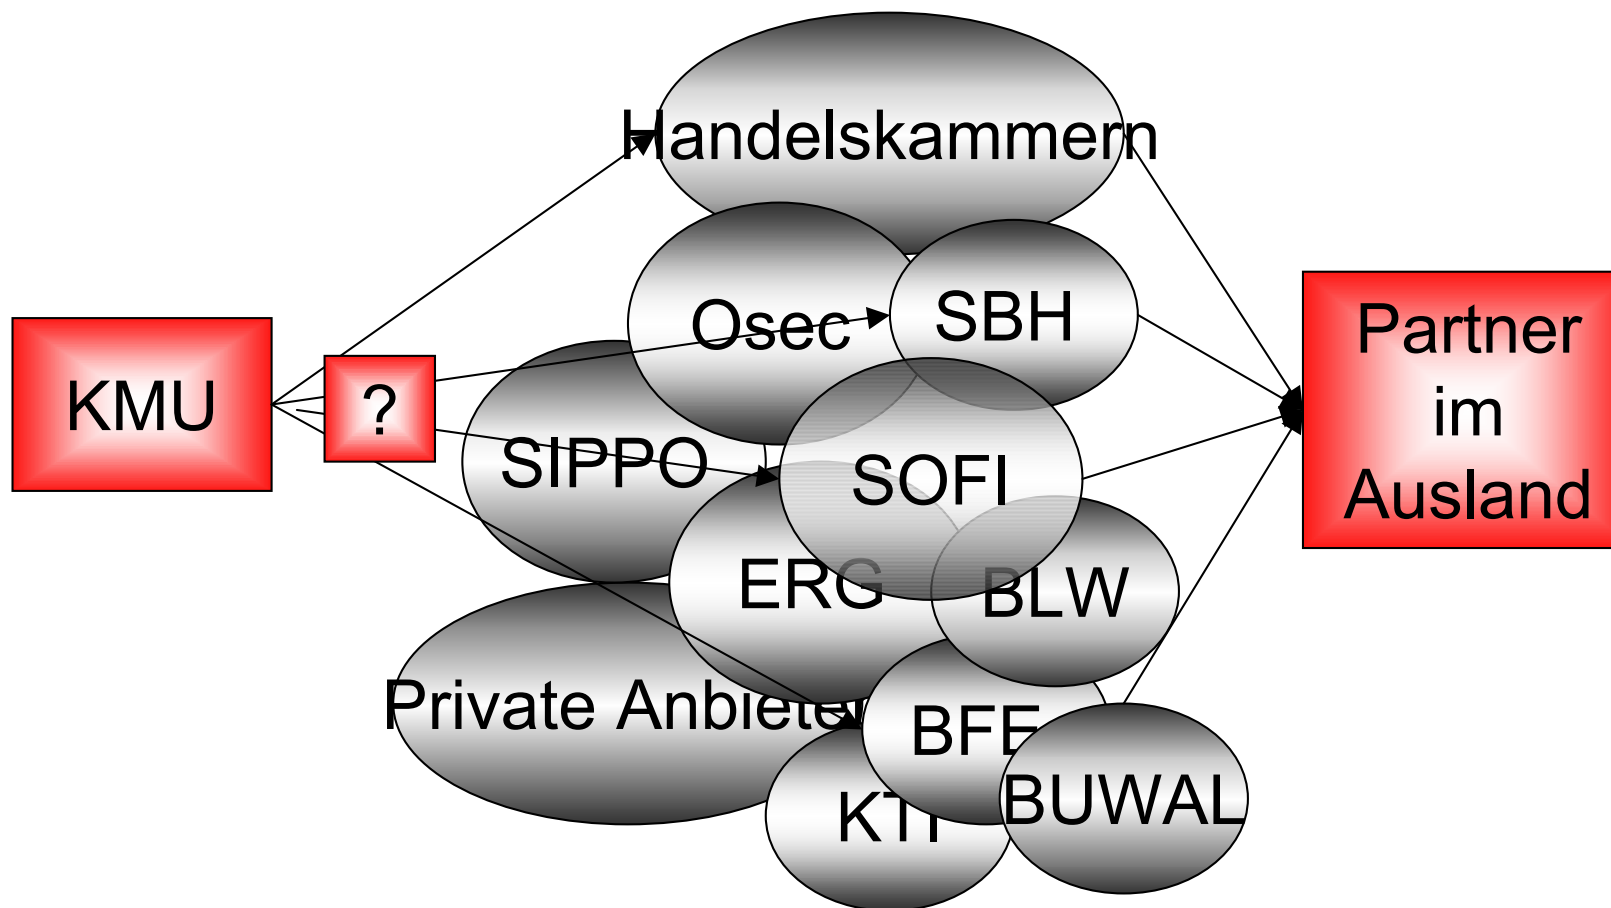 Handelskammern
Osec
SBH
KMU
?
Partner
im
Ausland
SIPPO
SOFI
ERG
BLW
Private Anbieter
BFE
KTI
BUWAL